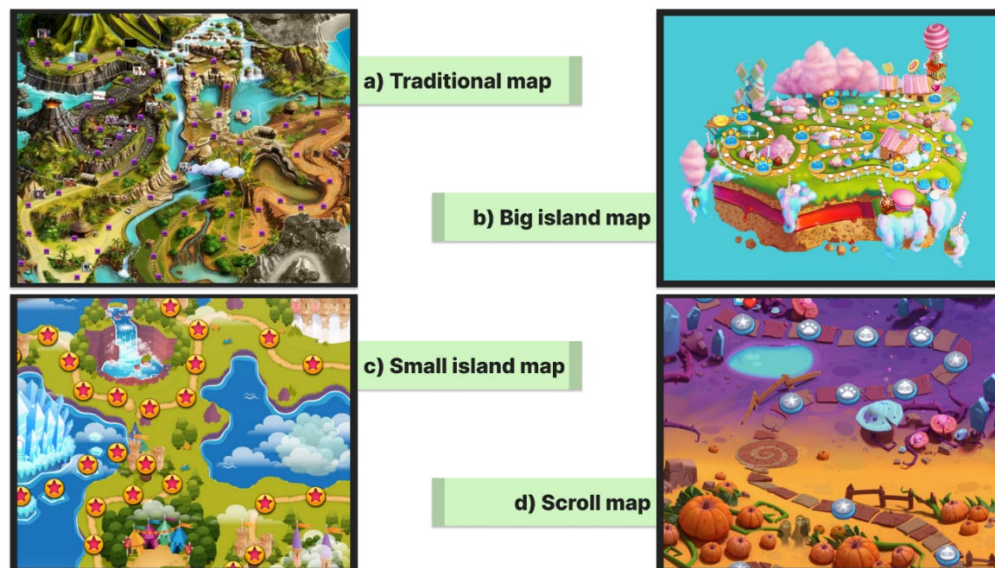 a) Traditional map
b) Big island map
c) Small island map
d) Scroll map